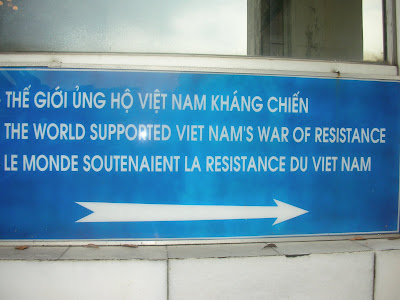 THẾ GIỚI ỦNG HỘ VIỆT NAM KHÁNG CHIẾN
THE WORLD SUPPORTED VIET NAM'S WAR OF RESISTANCE
LE MONDE SOUTENAIENT LA RESISTANCE DU VIET NAM